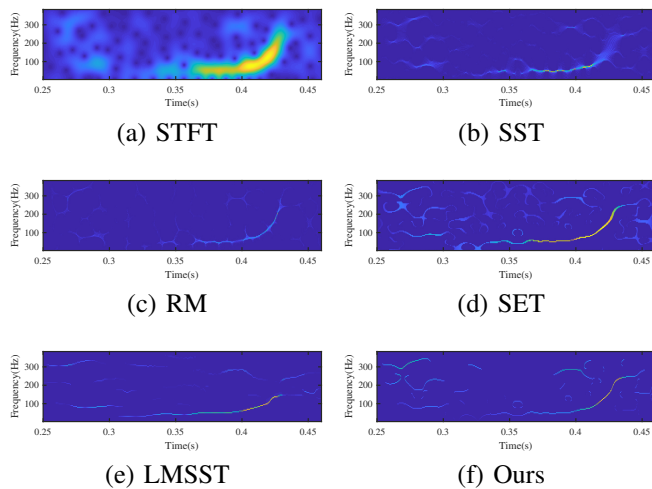 Frequency(Hz)
300
200
100
0.25 0.3 0.35 0.4 0.45
Time(s)
(a) STFT
Frequency(Hz)
300
200
100
0.25 0.3 0.35 0.4 0.45
Time(s)
(b) SST
Frequency(Hz)
300
200
100
0.25 0.3 0.35 0.4 0.45
Time(s)
(c) RM
Frequency(Hz)
300
200
100
0.25 0.3 0.35 0.4 0.45
Time(s)
(d) SET
Frequency(Hz)
300
200
100
0.25 0.3 0.35 0.4 0.45
Time(s)
(e) LMSST
Frequency(Hz)
300
200
100
0.25 0.3 0.35 0.4 0.45
Time(s)
(f) Ours